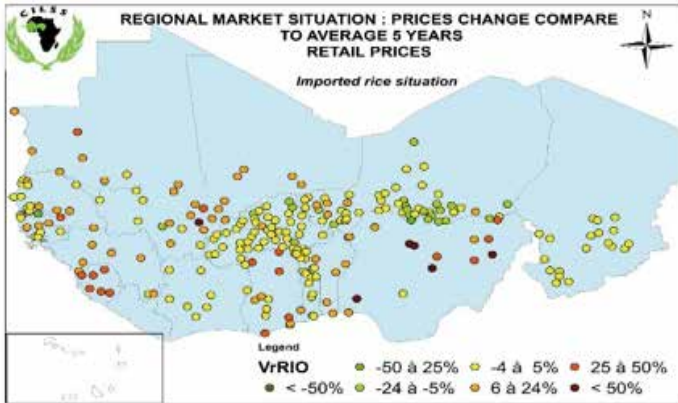 CILSS
REGIONAL MARKET SITUATION : PRICES CHANGE COMPARE
TO AVERAGE 5 YEARS
RETAIL PRICES
N
Imported rice situation
Legend
VrRIO
-50 à 25%
-4 à 5%
25 à 50%
< -50%
-24 à -5%
6 à 24%
< 50%